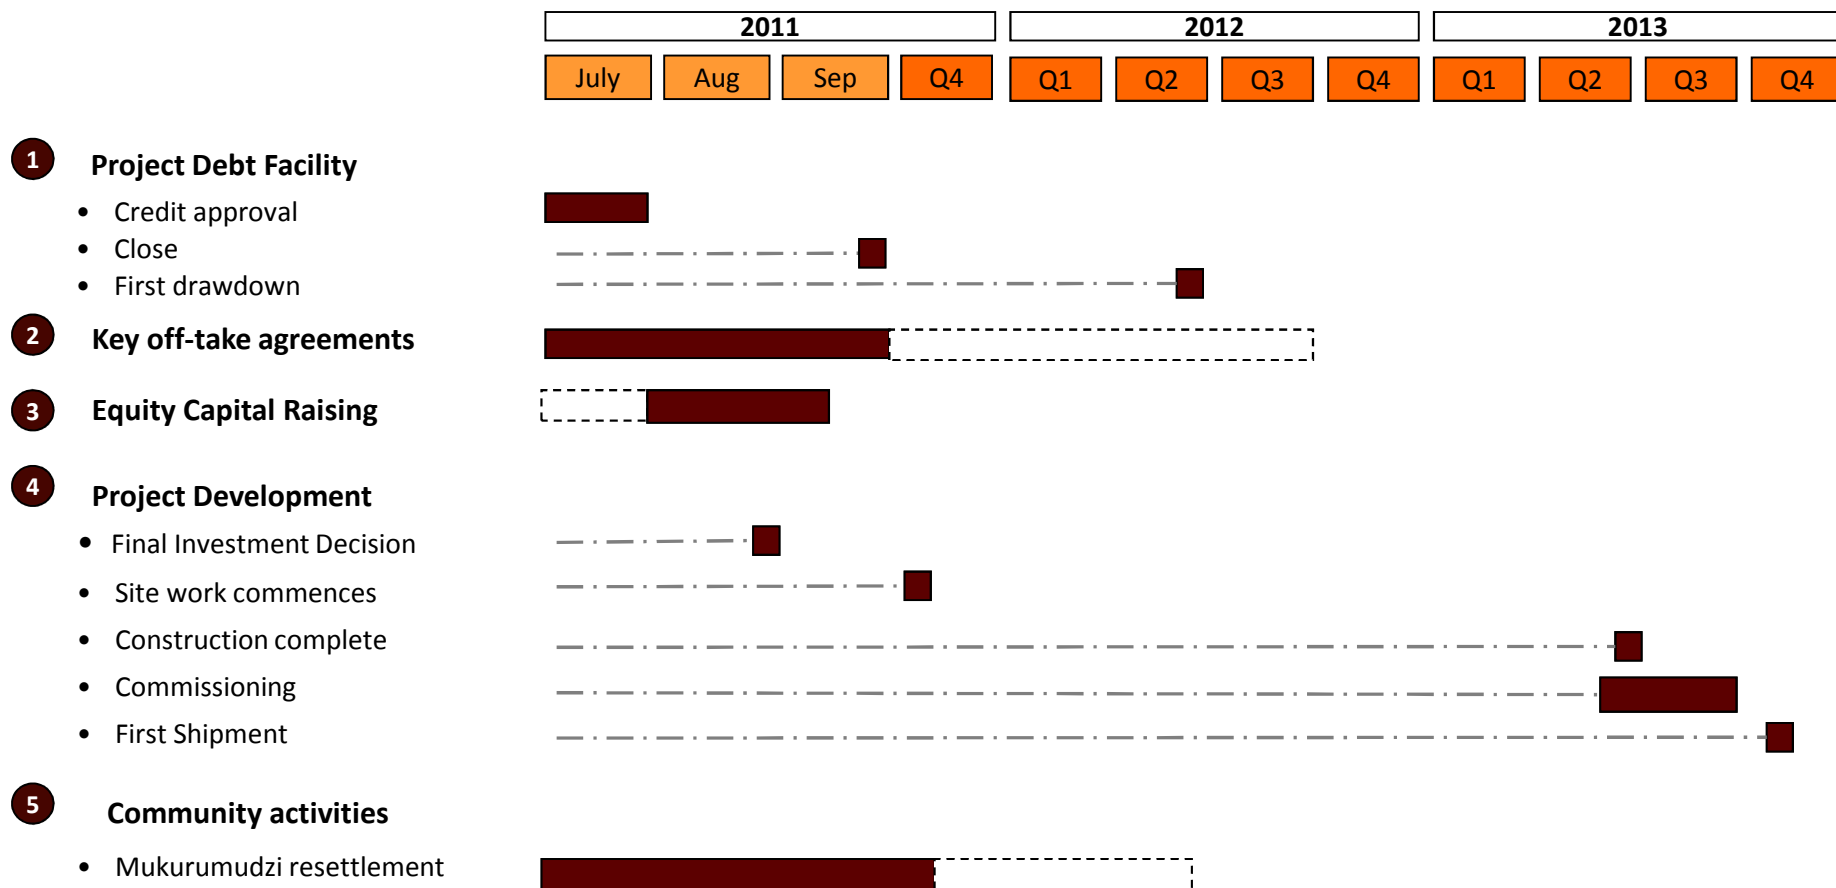 2011 2012 2013
July Aug Sep Q4 Q1 Q2 Q3 Q4 Q1 Q2 Q3 Q4
1 Project Debt Facility
• Credit approval
• Close
• First drawdown
2 Key off-take agreements
3 Equity Capital Raising
4 Project Development
• Final Investment Decision
• Site work commences
• Construction complete
• Commissioning
• First Shipment
5 Community activities
• Mukurumudzi resettlement